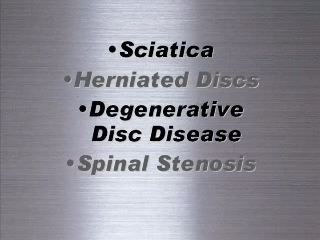 •Sciatica
•Herniated Discs
•Degenerative
Disc Disease
•Spinal Stenosis